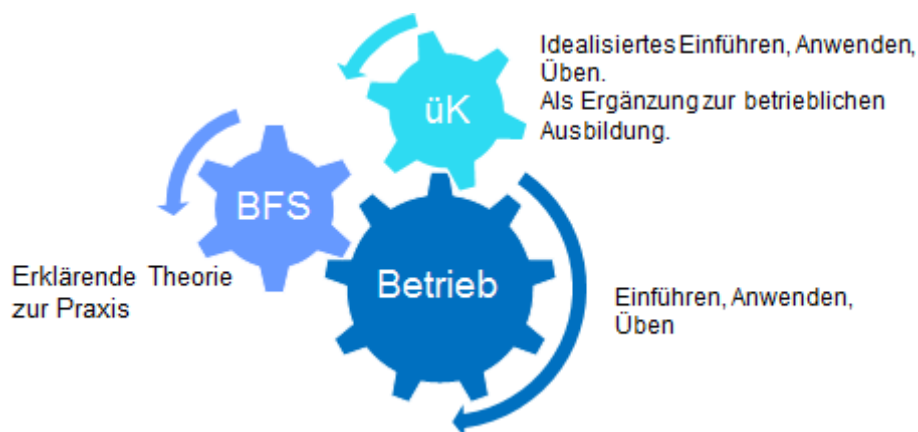 Idealisiertes Einführen, Anwenden,
Üben.
Als Ergänzung zur betrieblichen
Ausbildung.
üK
BFS
Erklärende Theorie
zur Praxis
Betrieb
Einführen, Anwenden,
Üben